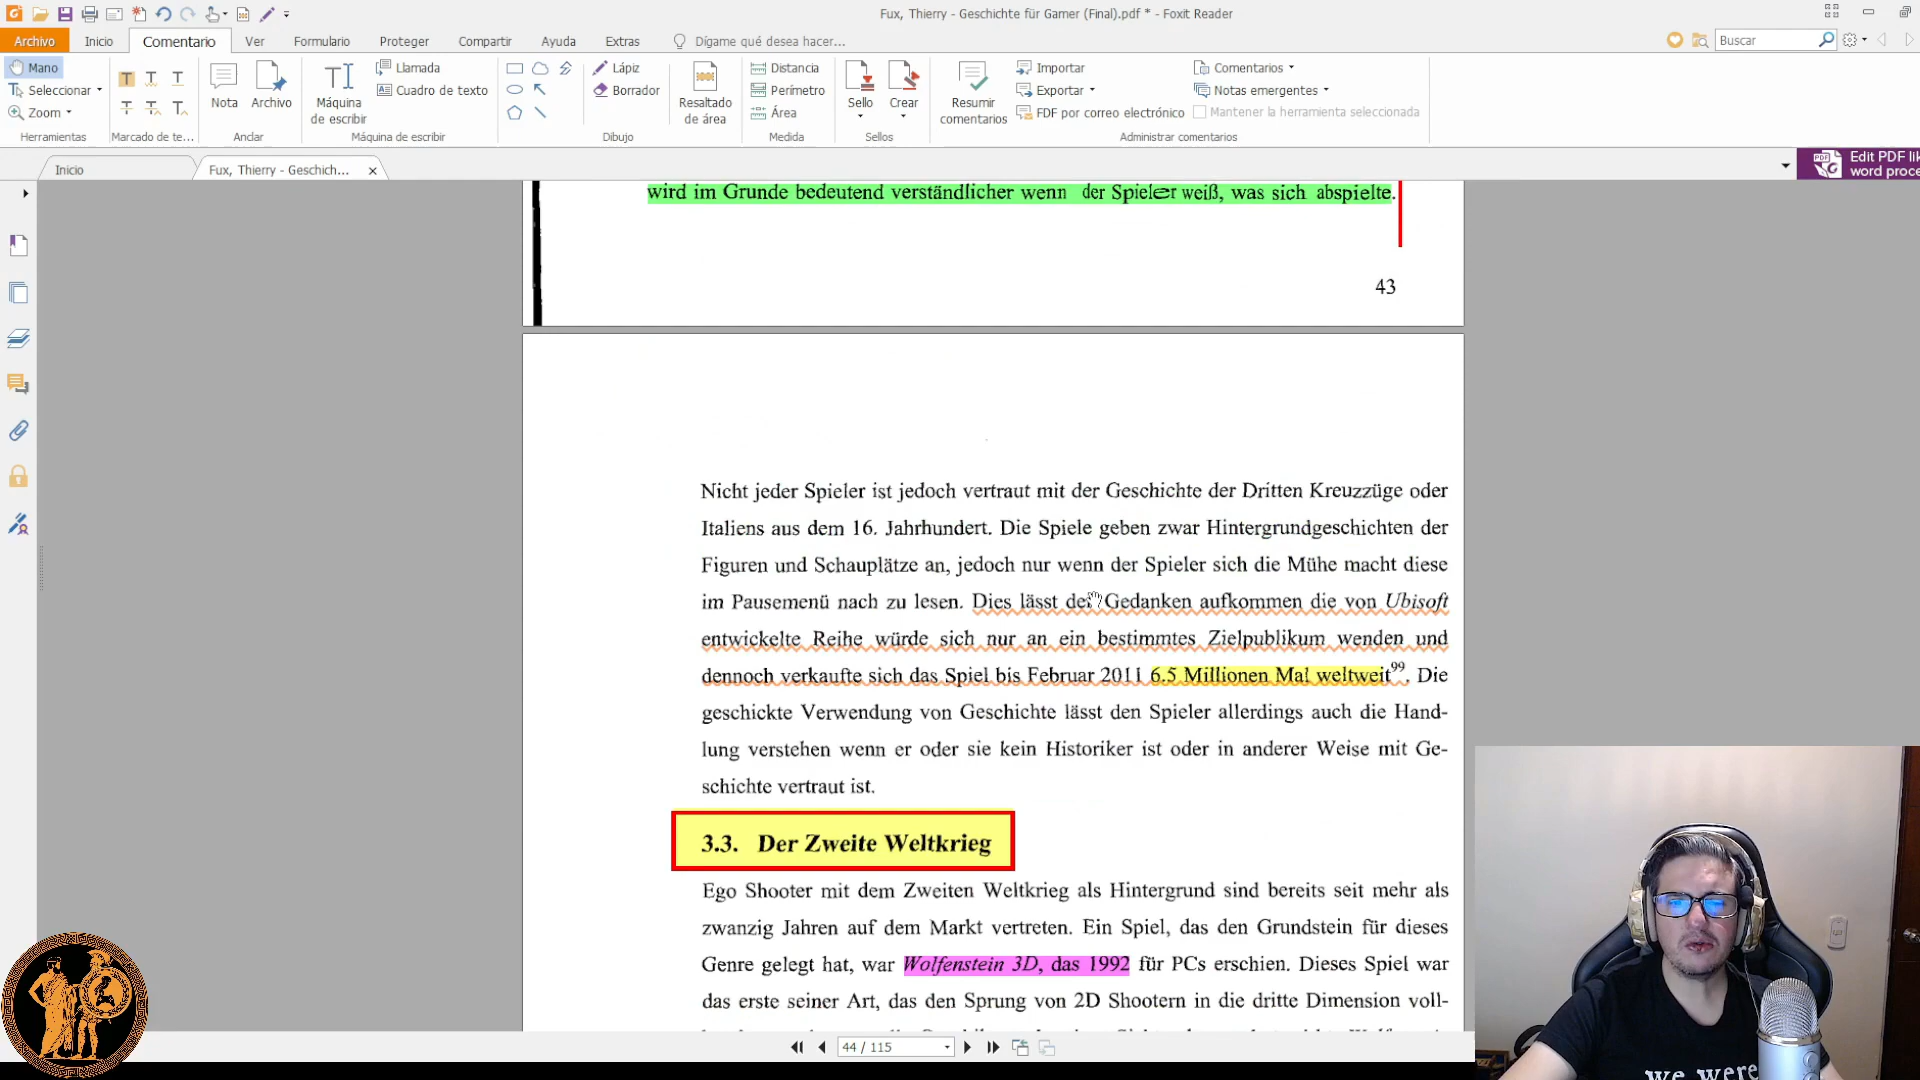 Fux, Thierry - Geschichte für Gamer (Final).pdf * - Foxit Reader
Archivo
Inicio
Comentario
Ver
Formulario
Proteger
Compartir
Ayuda
Extras
Dígame qué desea hacer...
Buscar
Mano
Seleccionar
Zoom
Herramientas
Marcado de te...
Nota
Archivo
Anclar
Máquina
de escribir
Llamada
Cuadro de texto
Máquina de escribir
Lápiz
Borrador
Dibujo
Resaltado
de área
Distancia
Perímetro
Área
Medida
Sello
Crear
Sellos
Resumir
comentarios
Importar
Exportar
FDF por correo electrónico
Comentarios
Notas emergentes
Mantener la herramienta seleccionada
Administrar comentarios
Inicio
Fux, Thierry - Geschich...
Edit PDF li
word proce
wird im Grunde bedeutend verständlicher wenn der Spieler weiß, was sich abspielte.
43
Nicht jeder Spieler ist jedoch vertraut mit der Geschichte der Dritten Kreuzzüge oder
Italiens aus dem 16. Jahrhundert. Die Spiele geben zwar Hintergrundgeschichten der
Figuren und Schauplätze an, jedoch nur wenn der Spieler sich die Mühe macht diese
im Pausemenü nach zu lesen. Dies lässt den Gedanken aufkommen die von Ubisoft
entwickelte Reihe würde sich nur an ein bestimmtes Zielpublikum wenden und
dennoch verkaufte sich das Spiel bis Februar 2011 6.5 Millionen Mal weltweit99. Die
geschickte Verwendung von Geschichte lässt den Spieler allerdings auch die Hand-
lung verstehen wenn er oder sie kein Historiker ist oder in anderer Weise mit Ge-
schichte vertraut ist.
3.3. Der Zweite Weltkrieg
Ego Shooter mit dem Zweiten Weltkrieg als Hintergrund sind bereits seit mehr als
zwanzig Jahren auf dem Markt vertreten. Ein Spiel, das den Grundstein für dieses
Genre gelegt hat, war Wolfenstein 3D, das 1992 für PCs erschien. Dieses Spiel war
das erste seiner Art, das den Sprung von 2D Shootern in die dritte Dimension voll-
44 / 115
we were